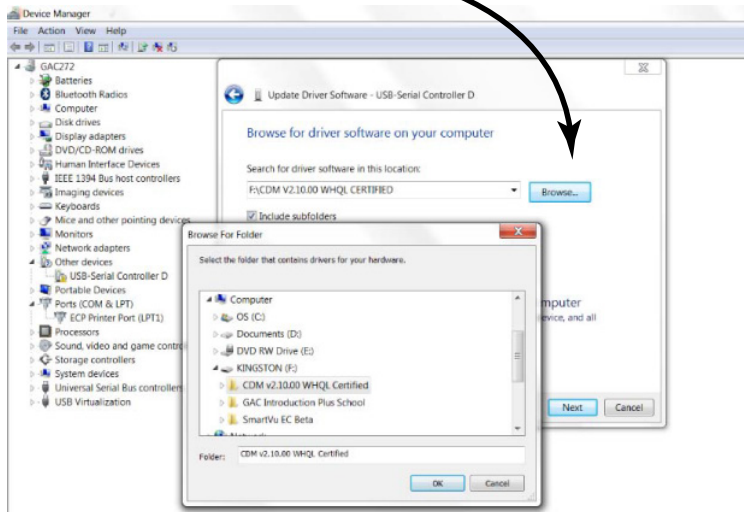 Device Manager
File Action View Help
GAC272
Batteries
Bluetooth Radios
Computer
Disk drives
Display adapters
DVD/CD-ROM drives
Human Interface Devices
IEEE 1394 Bus host controllers
Imaging devices
Keyboards
Mice and other pointing devices
Monitors
Network adapters
Other devices
USB-Serial Controller D
Portable Devices
Ports (COM & LPT)
ECP Printer Port (LPT1)
Processors
Sound, video and game contro
Storage controllers
System devices
Universal Serial Bus controllers
USB Virtualization
Update Driver Software - USB-Serial Controller D
Browse for driver software on your computer
Search for driver software in this location:
F:\CDM V2.10.00 WHQL CERTIFIED
Browse...
Include subfolders
mputer
evice, and all
Next Cancel
Browse For Folder
Select the folder that contains drivers for your hardware.
Computer
OS (C:)
Documents (D:)
DVD RW Drive (E:)
KINGSTON (F:)
CDM v2.10.00 WHQL Certified
GAC Introduction Plus School
SmartVu EC Beta
Folder: CDM v2.10.00 WHQL Certified
OK Cancel